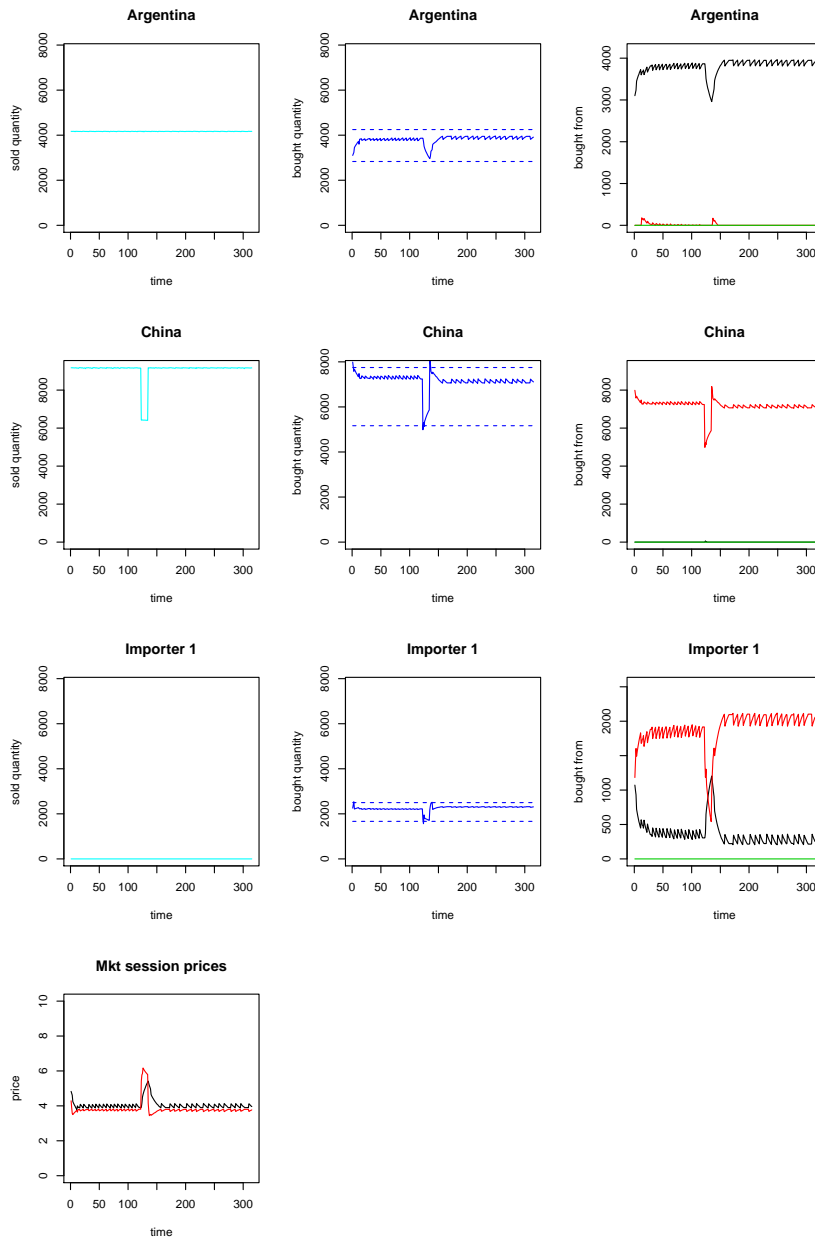 Argentina
Argentina
Argentina
sold quantity
0 2000 4000 6000 8000
0 50 100 200 300
time
bought quantity
0 2000 4000 6000 8000
0 50 100 200 300
time
bought from
0 1000 2000 3000 4000
0 50 100 200 300
time
China
China
China
sold quantity
0 2000 4000 6000 8000
0 50 100 200 300
time
bought quantity
0 2000 4000 6000 8000
0 50 100 200 300
time
bought from
0 2000 4000 6000 8000
0 50 100 200 300
time
Importer 1
Importer 1
Importer 1
sold quantity
0 2000 4000 6000 8000
0 50 100 200 300
time
bought quantity
0 2000 4000 6000 8000
0 50 100 200 300
time
bought from
0 500 1000 2000
0 50 100 200 300
time
Mkt session prices
price
0 2 4 6 8 10
0 50 100 200 300
time